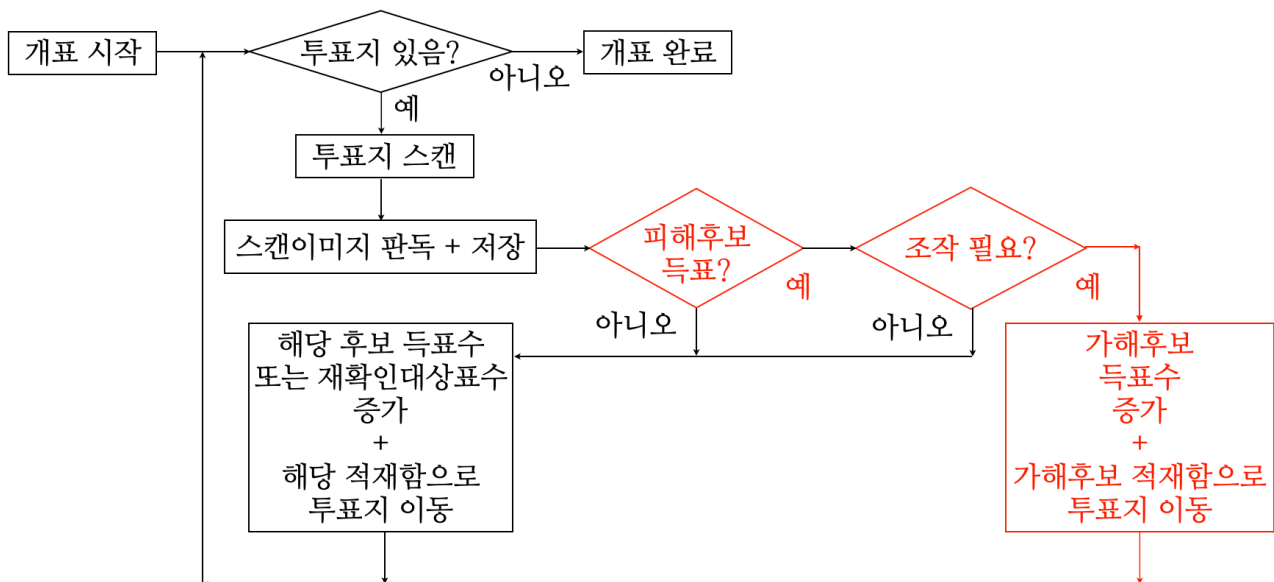 개표 시작
투표지 있음?
개표 완료
아니오
예
투표지 스캔
스캔이미지 판독 + 저장
피해후보
득표?
조작 필요?
예
예
아니오
아니오
해당 후보 득표수
또는 재확인대상표수
증가
+
해당 적재함으로
투표지 이동
가해후보
득표수
증가
+
가해후보 적재함으로
투표지 이동